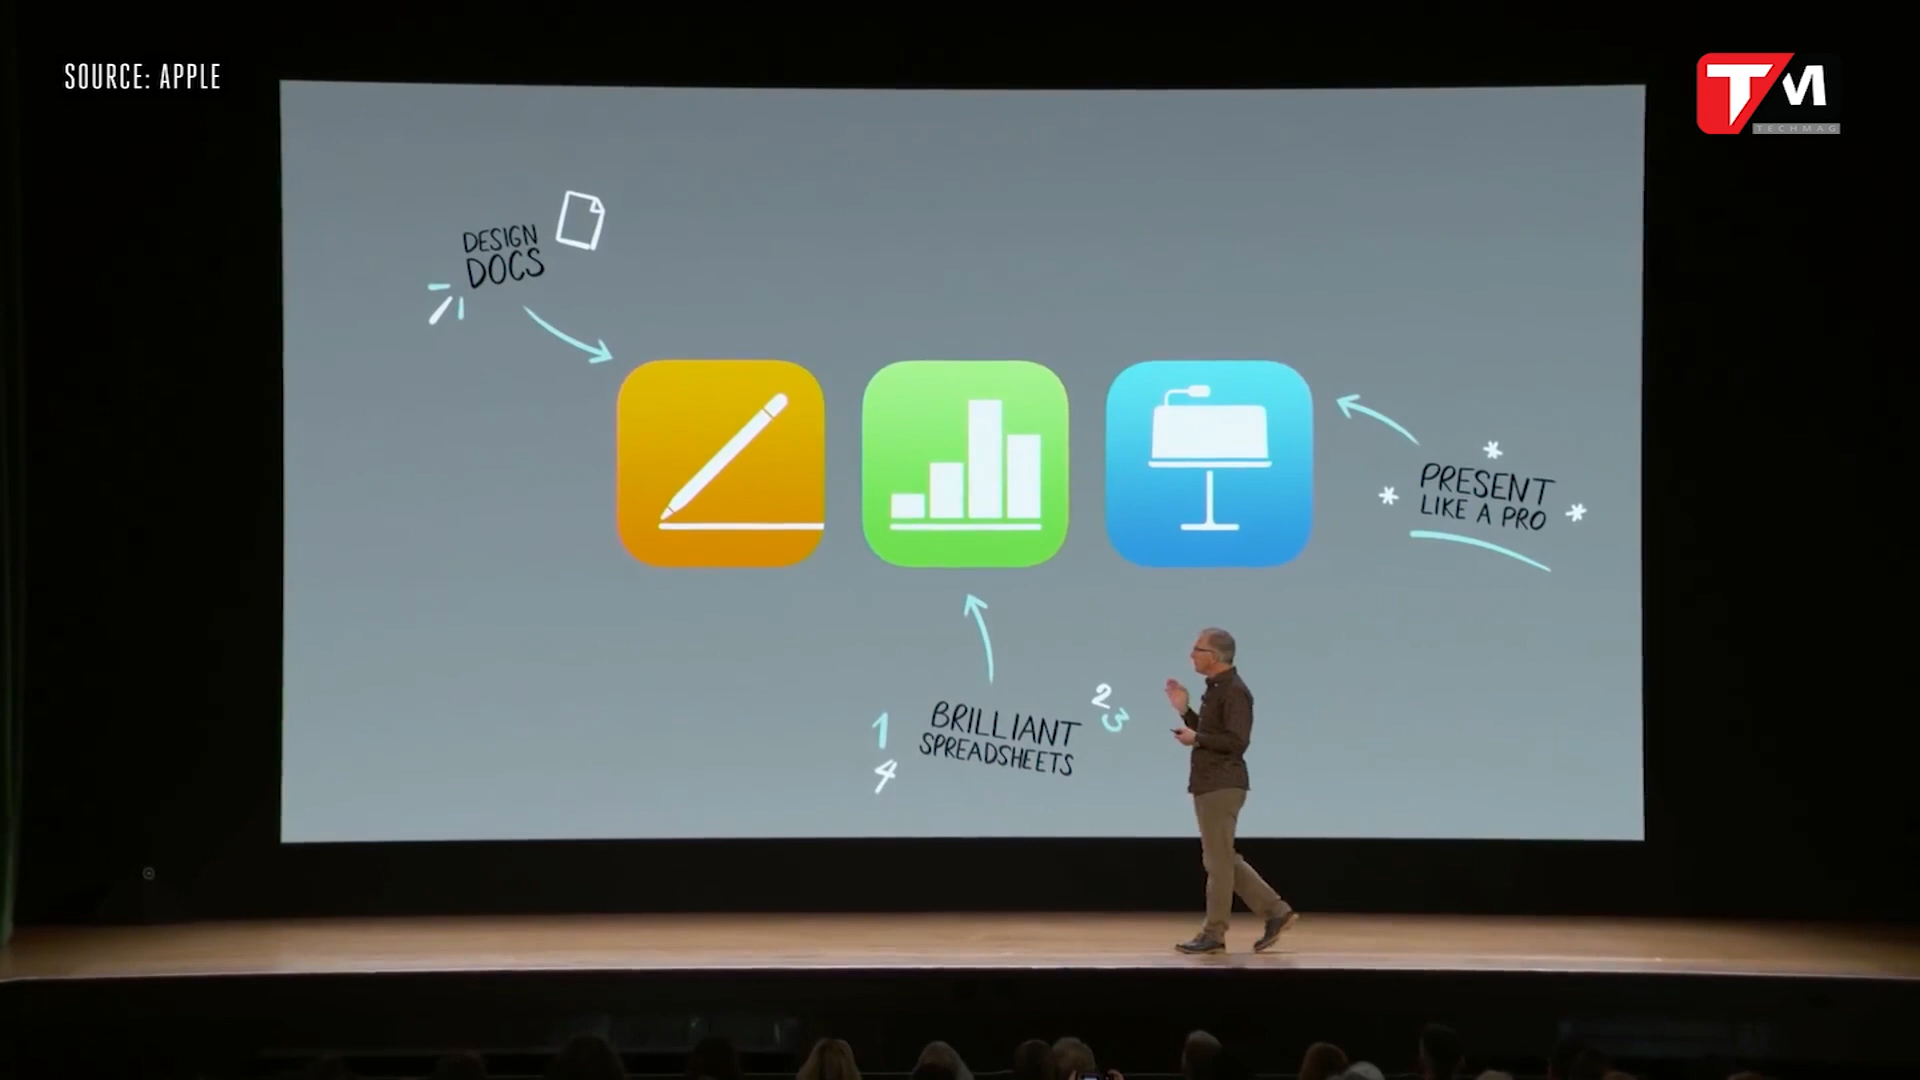 SOURCE: APPLE
TM
TECHMAG
DESIGN
DOCS
PRESENT
LIKE A PRO
1
4
BRILLIANT
SPREADSHEETS
2
3